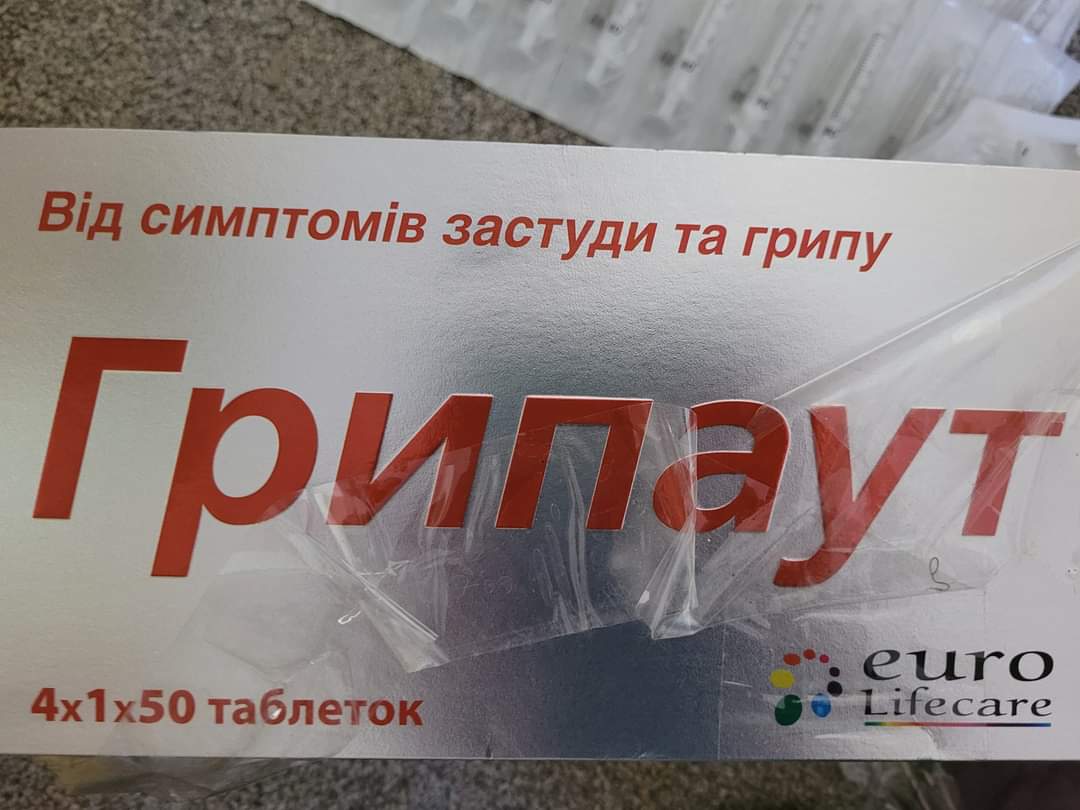 Від симптомів застуди та грипу
Грипаут
4x1x50 таблеток
euro
Lifecare